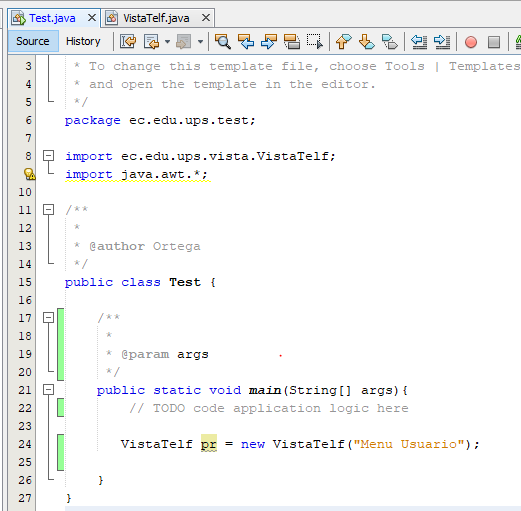 Test.java VistaTelf.java
Source History
3 * To change this template file, choose Tools | Templates
4 * and open the template in the editor.
5 */
6 package ec.edu.ups.test;
7
8 import ec.edu.ups.vista.VistaTelf;
import java.awt.*;
10
11 /**
12 *
13 * @author Ortega
14 */
15 public class Test {
16
17 /**
18 *
19 * @param args
20 */
21 public static void main(String[] args){
22 // TODO code application logic here
23
24 VistaTelf pr = new VistaTelf("Menu Usuario");
25
26 }
27 }